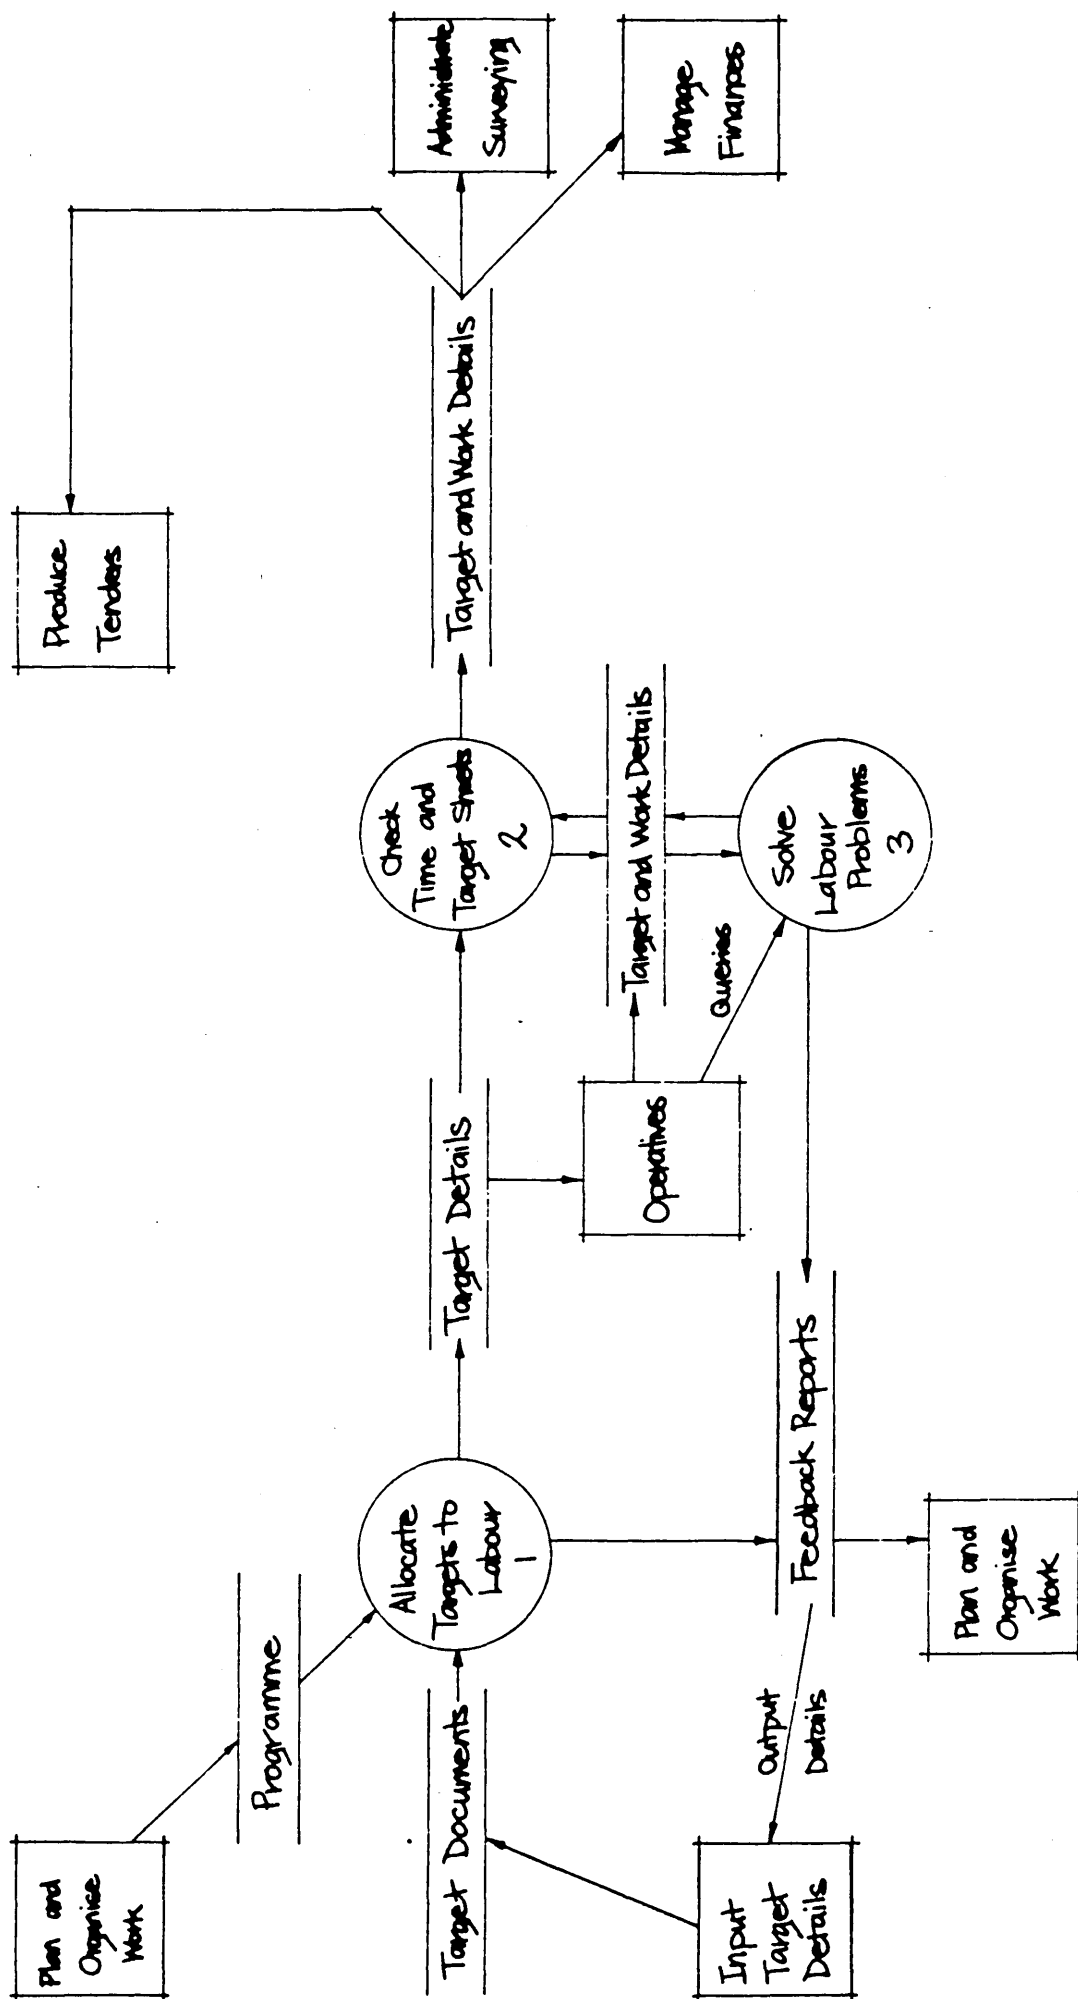 Plan and
Organise
Work
Programme
Target Documents
Input
Target
Details
Allocate
Targets to
Labour
1
Output
Details
Feedback Reports
Plan and
Organise
Work
Target Details
Operatives
Queries
Check
Time and
Target Sheets
2
Target and Work Details
Solve
Labour
Problems
3
Produce
Tenders
Target and Work Details
Administrate
Surveying
Manage
Finances